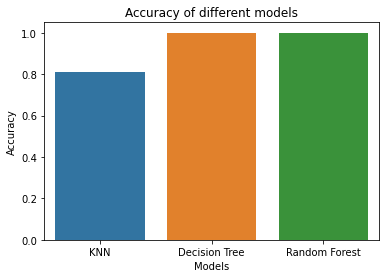 Accuracy of different models
1.0
0.8
0.6
0.4
0.2
0.0
Accuracy
KNN Decision Tree Random Forest
Models